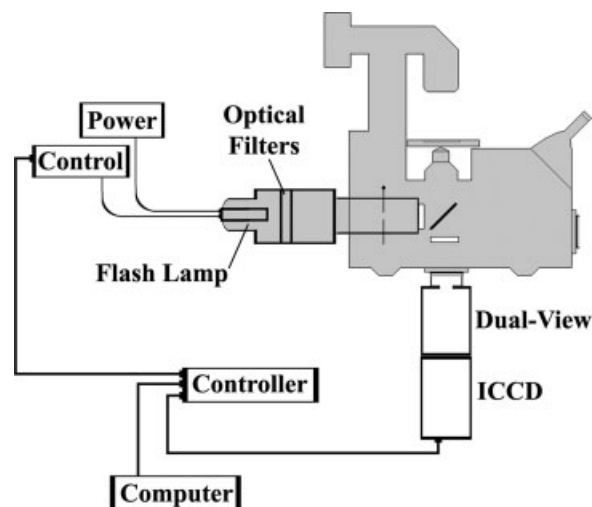 Power
Control
Optical
Filters
Flash Lamp
Dual-View
ICCD
Controller
Computer